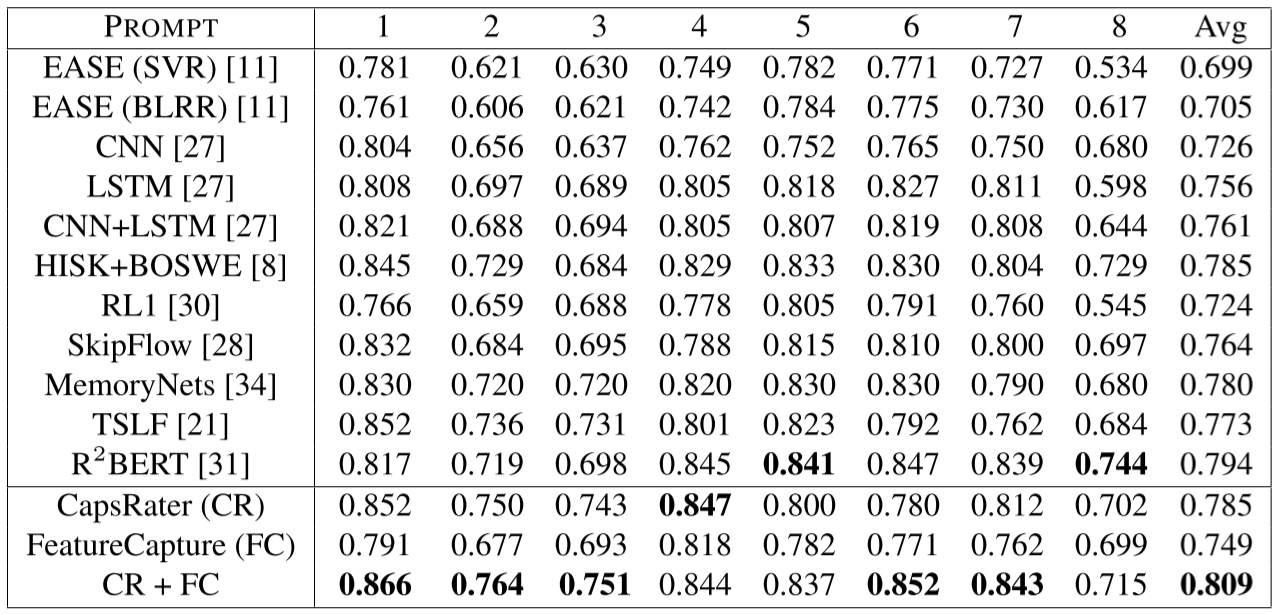 PROMPT 1 2 3 4 5 6 7 8 Avg
EASE (SVR) [11] 0.781 0.621 0.630 0.749 0.782 0.771 0.727 0.534 0.699
EASE (BLRR) [11] 0.761 0.606 0.621 0.742 0.784 0.775 0.730 0.617 0.705
CNN [27] 0.804 0.656 0.637 0.762 0.752 0.765 0.750 0.680 0.726
LSTM [27] 0.808 0.697 0.689 0.805 0.818 0.827 0.811 0.598 0.756
CNN+LSTM [27] 0.821 0.688 0.694 0.805 0.807 0.819 0.808 0.644 0.761
HISK+BOSWE [8] 0.845 0.729 0.684 0.829 0.833 0.830 0.804 0.729 0.785
RL1 [30] 0.766 0.659 0.688 0.778 0.805 0.791 0.760 0.545 0.724
SkipFlow [28] 0.832 0.684 0.695 0.788 0.815 0.810 0.800 0.697 0.764
MemoryNets [34] 0.830 0.720 0.720 0.820 0.830 0.830 0.790 0.680 0.780
TSLF [21] 0.852 0.736 0.731 0.801 0.823 0.792 0.762 0.684 0.773
R²BERT [31] 0.817 0.719 0.698 0.845 0.841 0.847 0.839 0.744 0.794
CapsRater (CR) 0.852 0.750 0.743 0.847 0.800 0.780 0.812 0.702 0.785
FeatureCapture (FC) 0.791 0.677 0.693 0.818 0.782 0.771 0.762 0.699 0.749
CR + FC 0.866 0.764 0.751 0.844 0.837 0.852 0.843 0.715 0.809